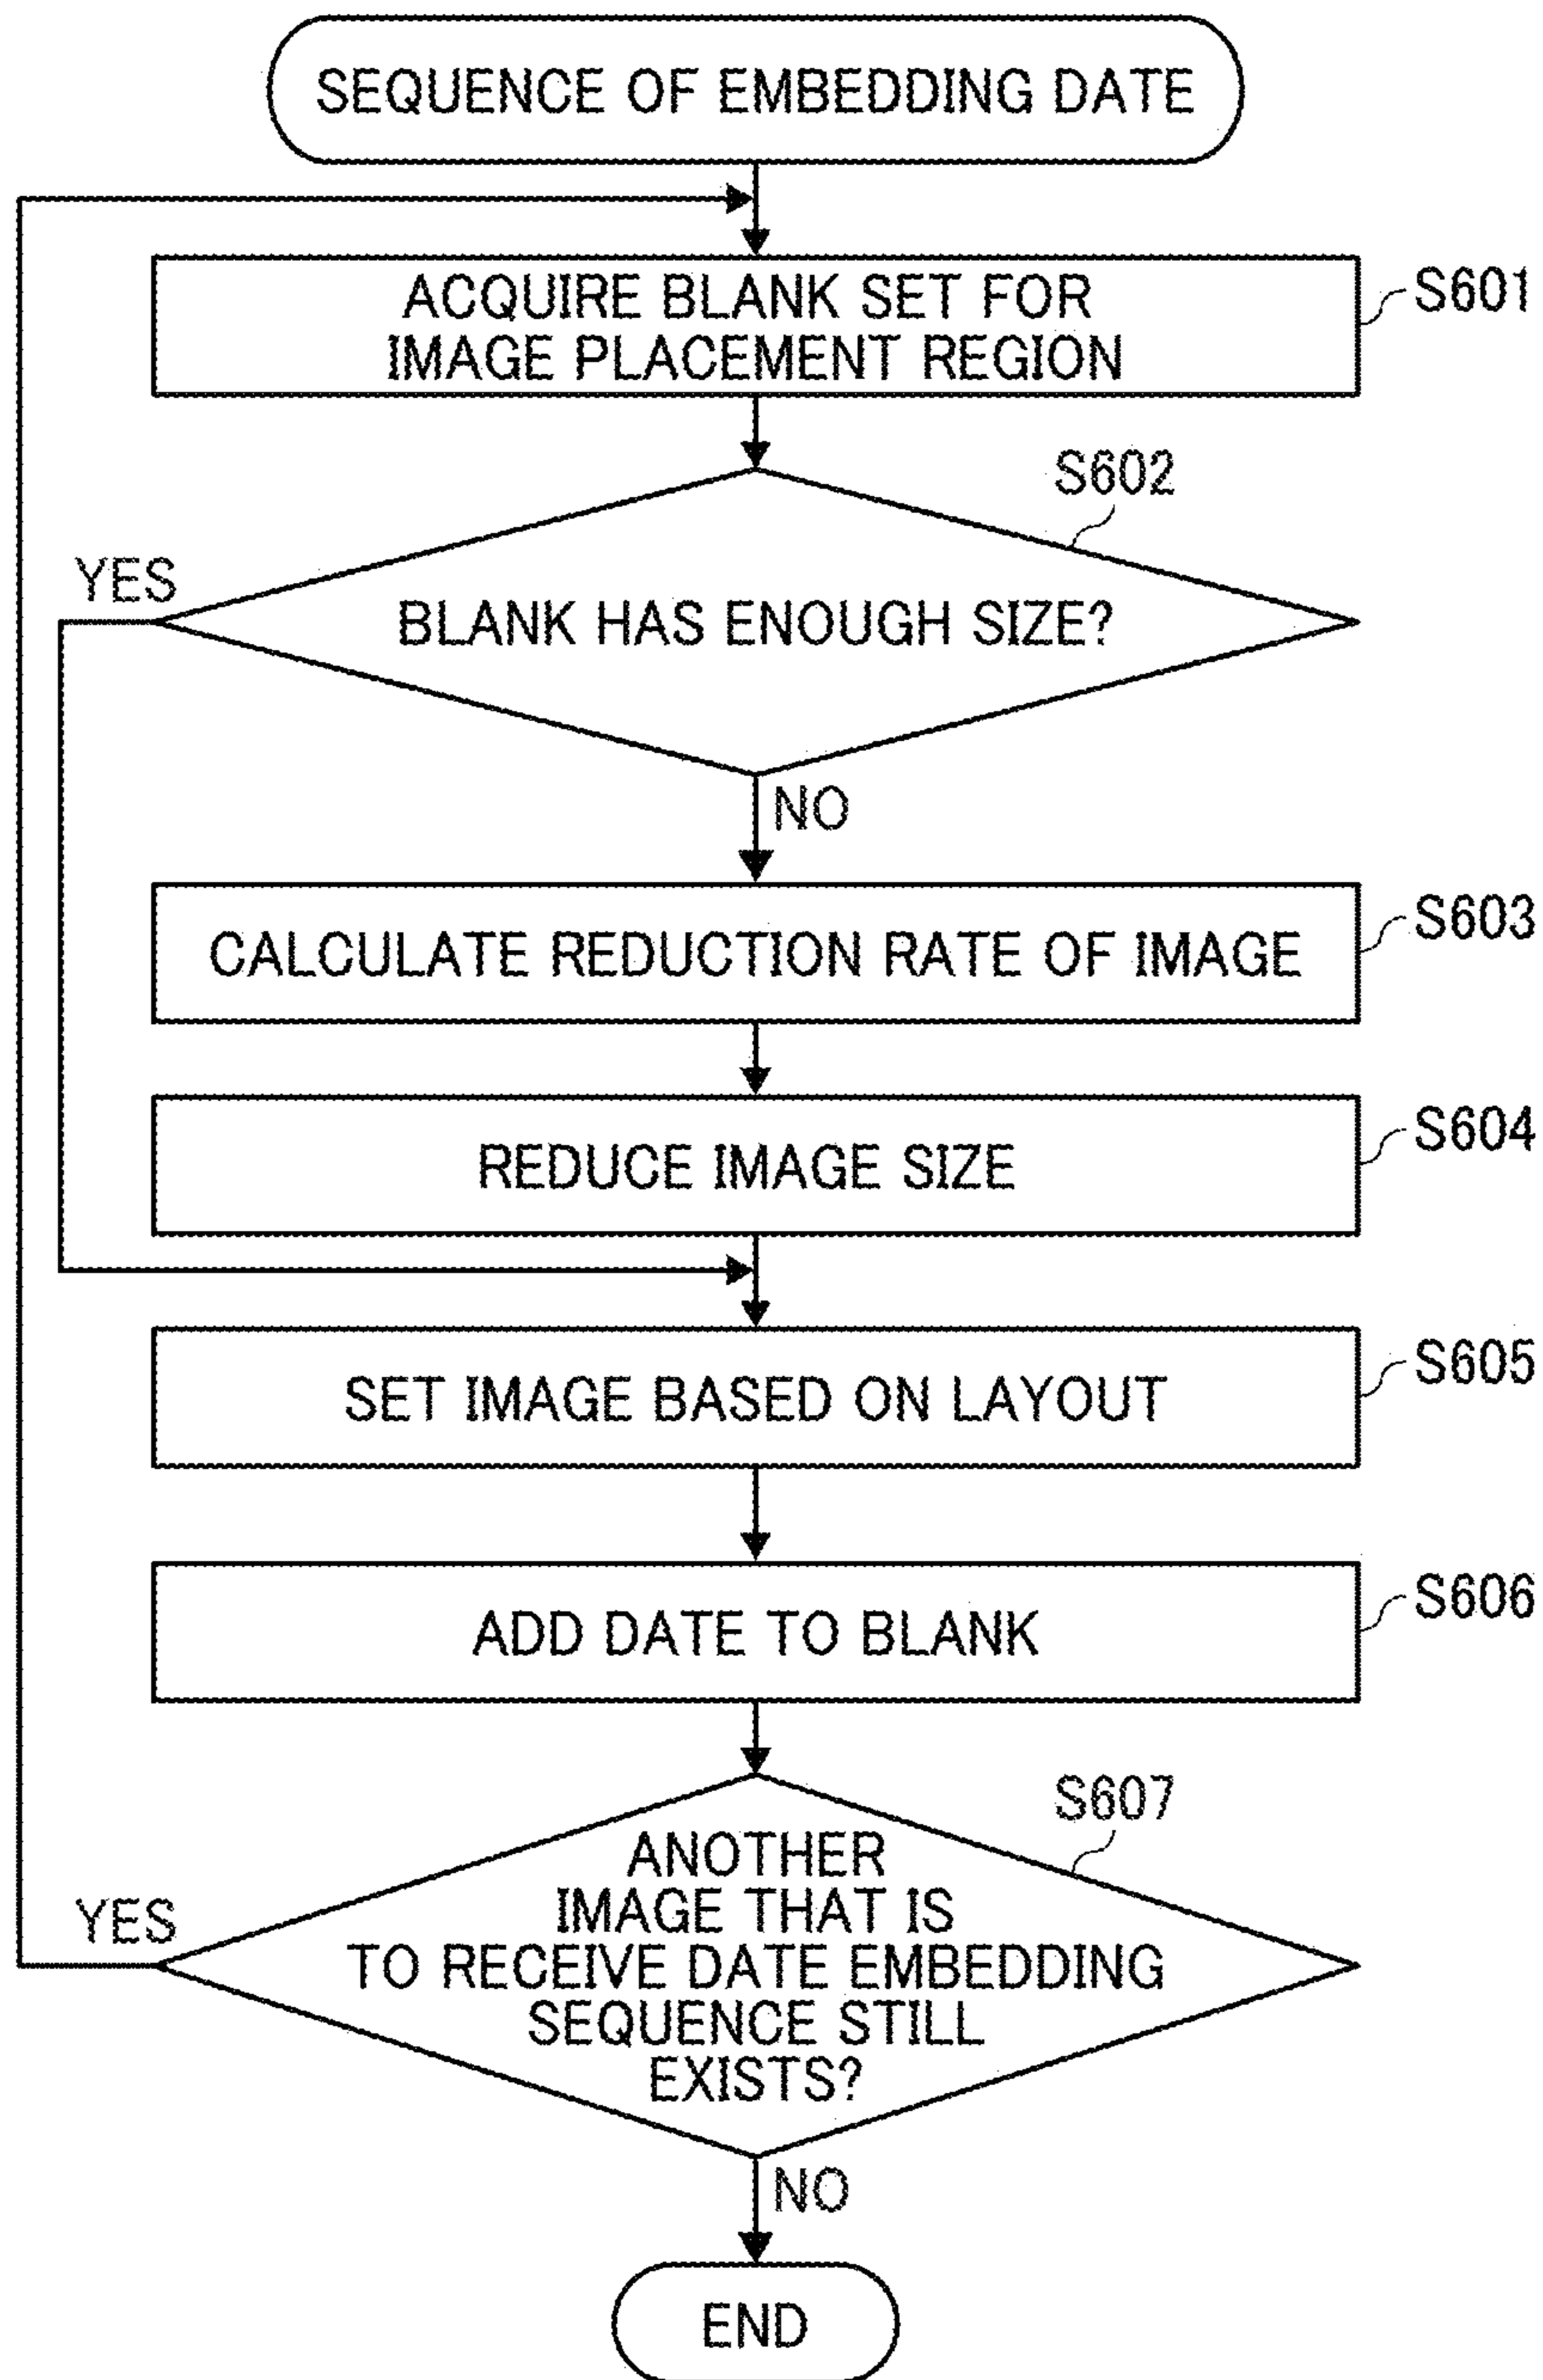 SEQUENCE OF EMBEDDING DATE
ACQUIRE BLANK SET FOR
IMAGE PLACEMENT REGION
S601
S602
YES
BLANK HAS ENOUGH SIZE?
NO
CALCULATE REDUCTION RATE OF IMAGE
S603
REDUCE IMAGE SIZE
S604
SET IMAGE BASED ON LAYOUT
S605
ADD DATE TO BLANK
S606
S607
YES
ANOTHER
IMAGE THAT IS
TO RECEIVE DATE EMBEDDING
SEQUENCE STILL
EXISTS?
NO
END